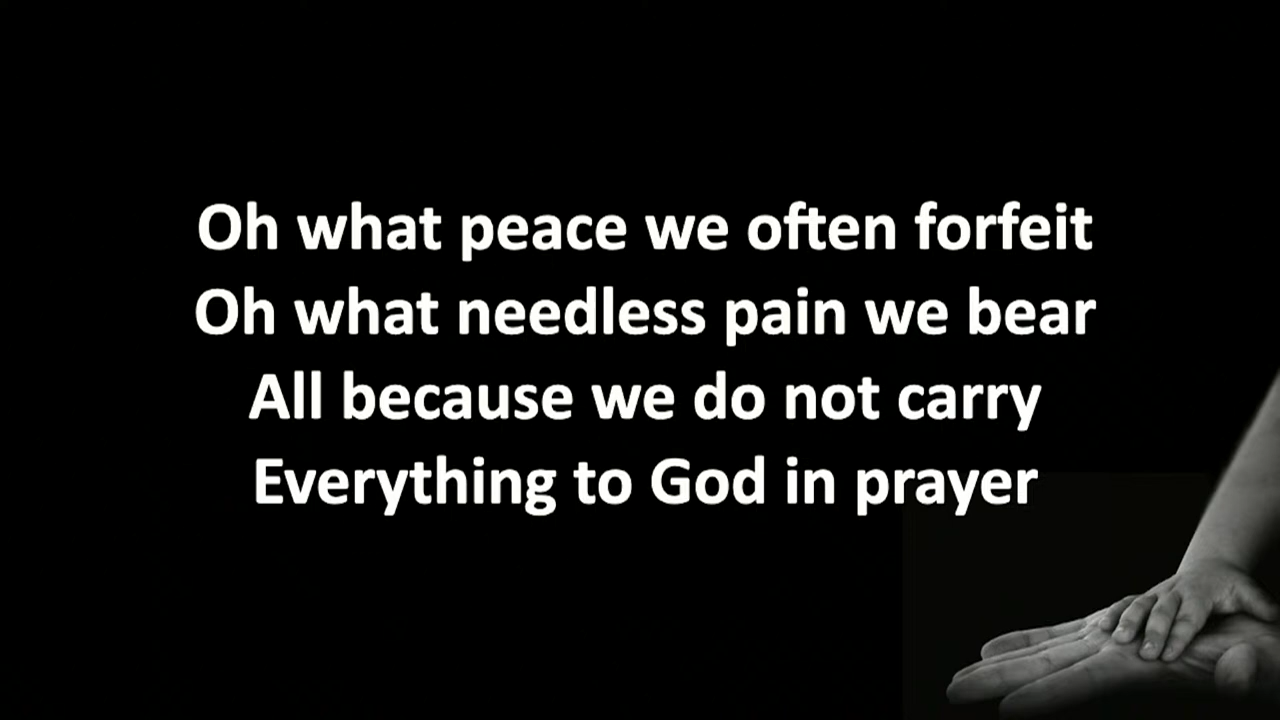 Oh what peace we often forfeit
Oh what needless pain we bear
All because we do not carry
Everything to God in prayer